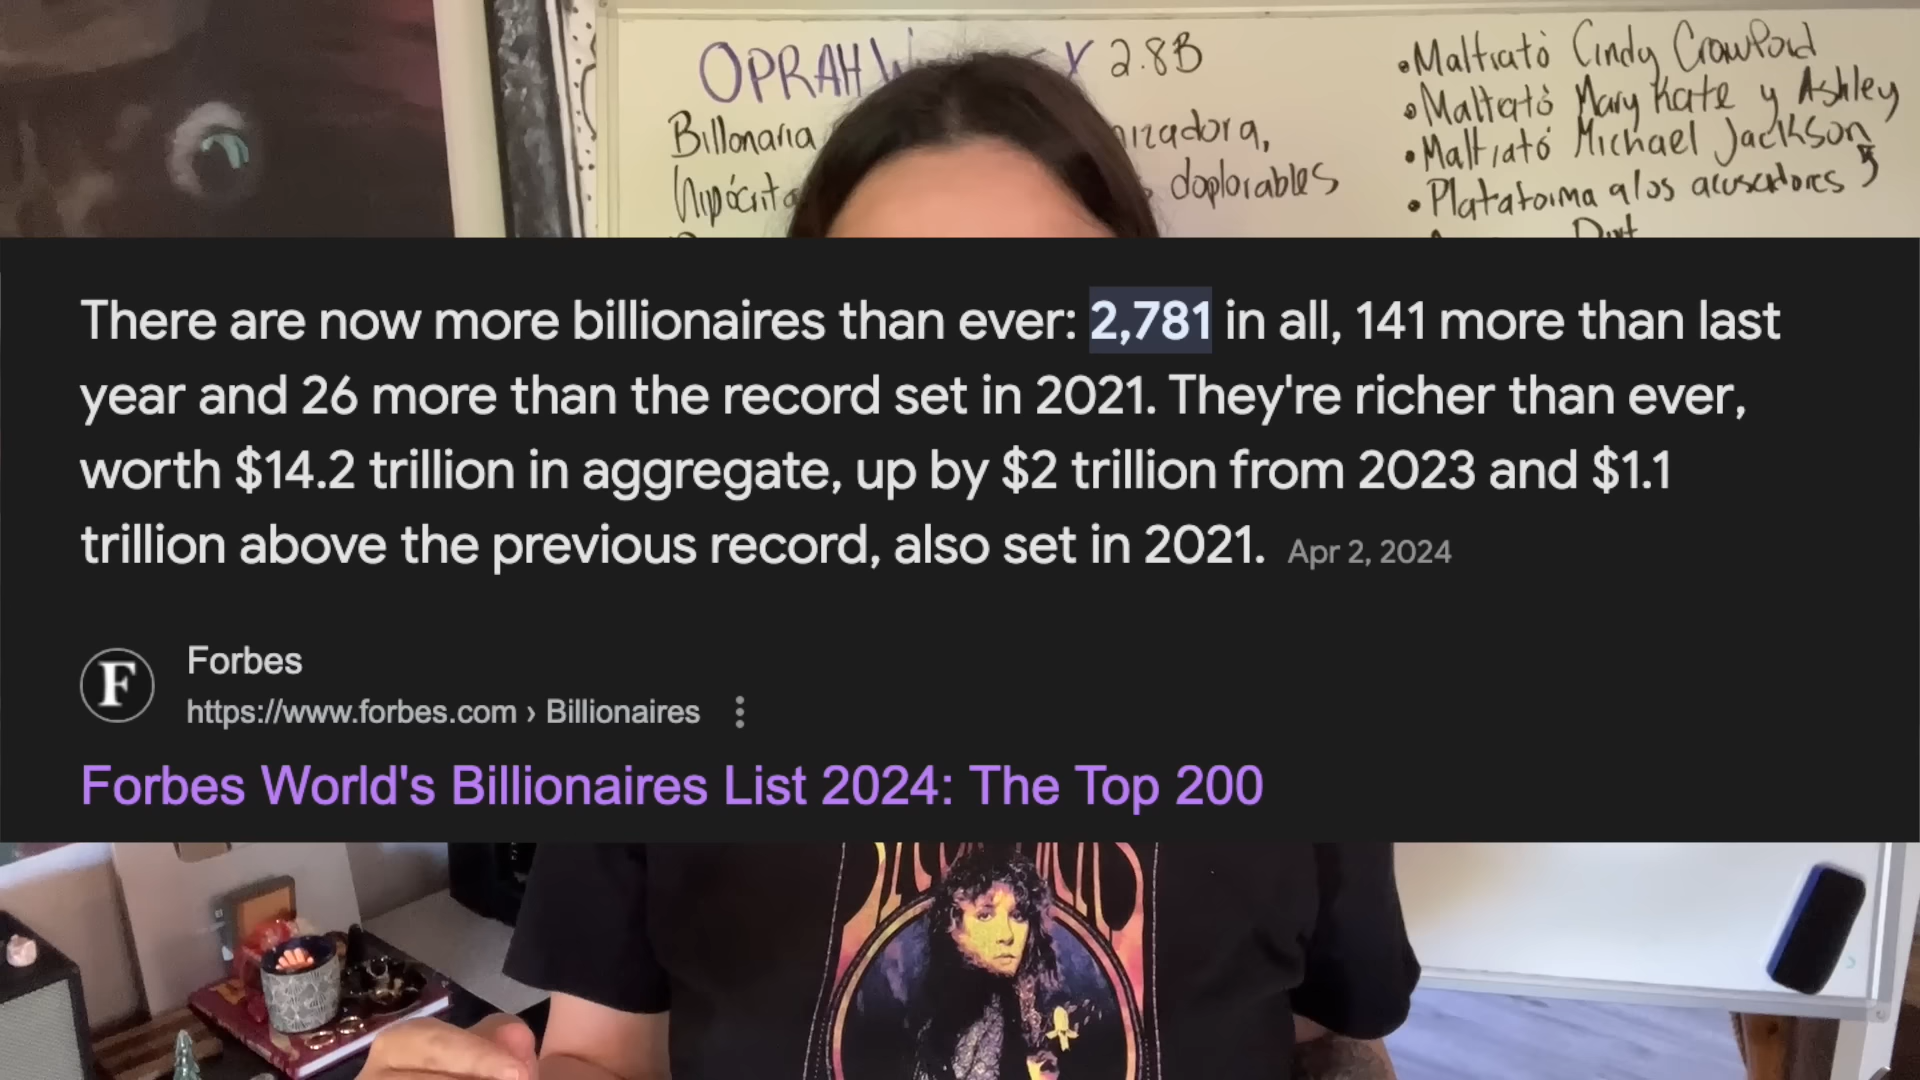 OPRAH 2.8B
Billonaria nizadora,
hipócrita doplorables
• Maltrató Cindy Crawford
• Maltrató Mary Kate y Ashley
• Maltrató Michael Jackson
• Plataforma a los acusadores
There are now more billionaires than ever: 2,781 in all, 141 more than last
year and 26 more than the record set in 2021. They're richer than ever,
worth $14.2 trillion in aggregate, up by $2 trillion from 2023 and $1.1
trillion above the previous record, also set in 2021. Apr 2, 2024
F
Forbes
https://www.forbes.com › Billionaires
Forbes World's Billionaires List 2024: The Top 200